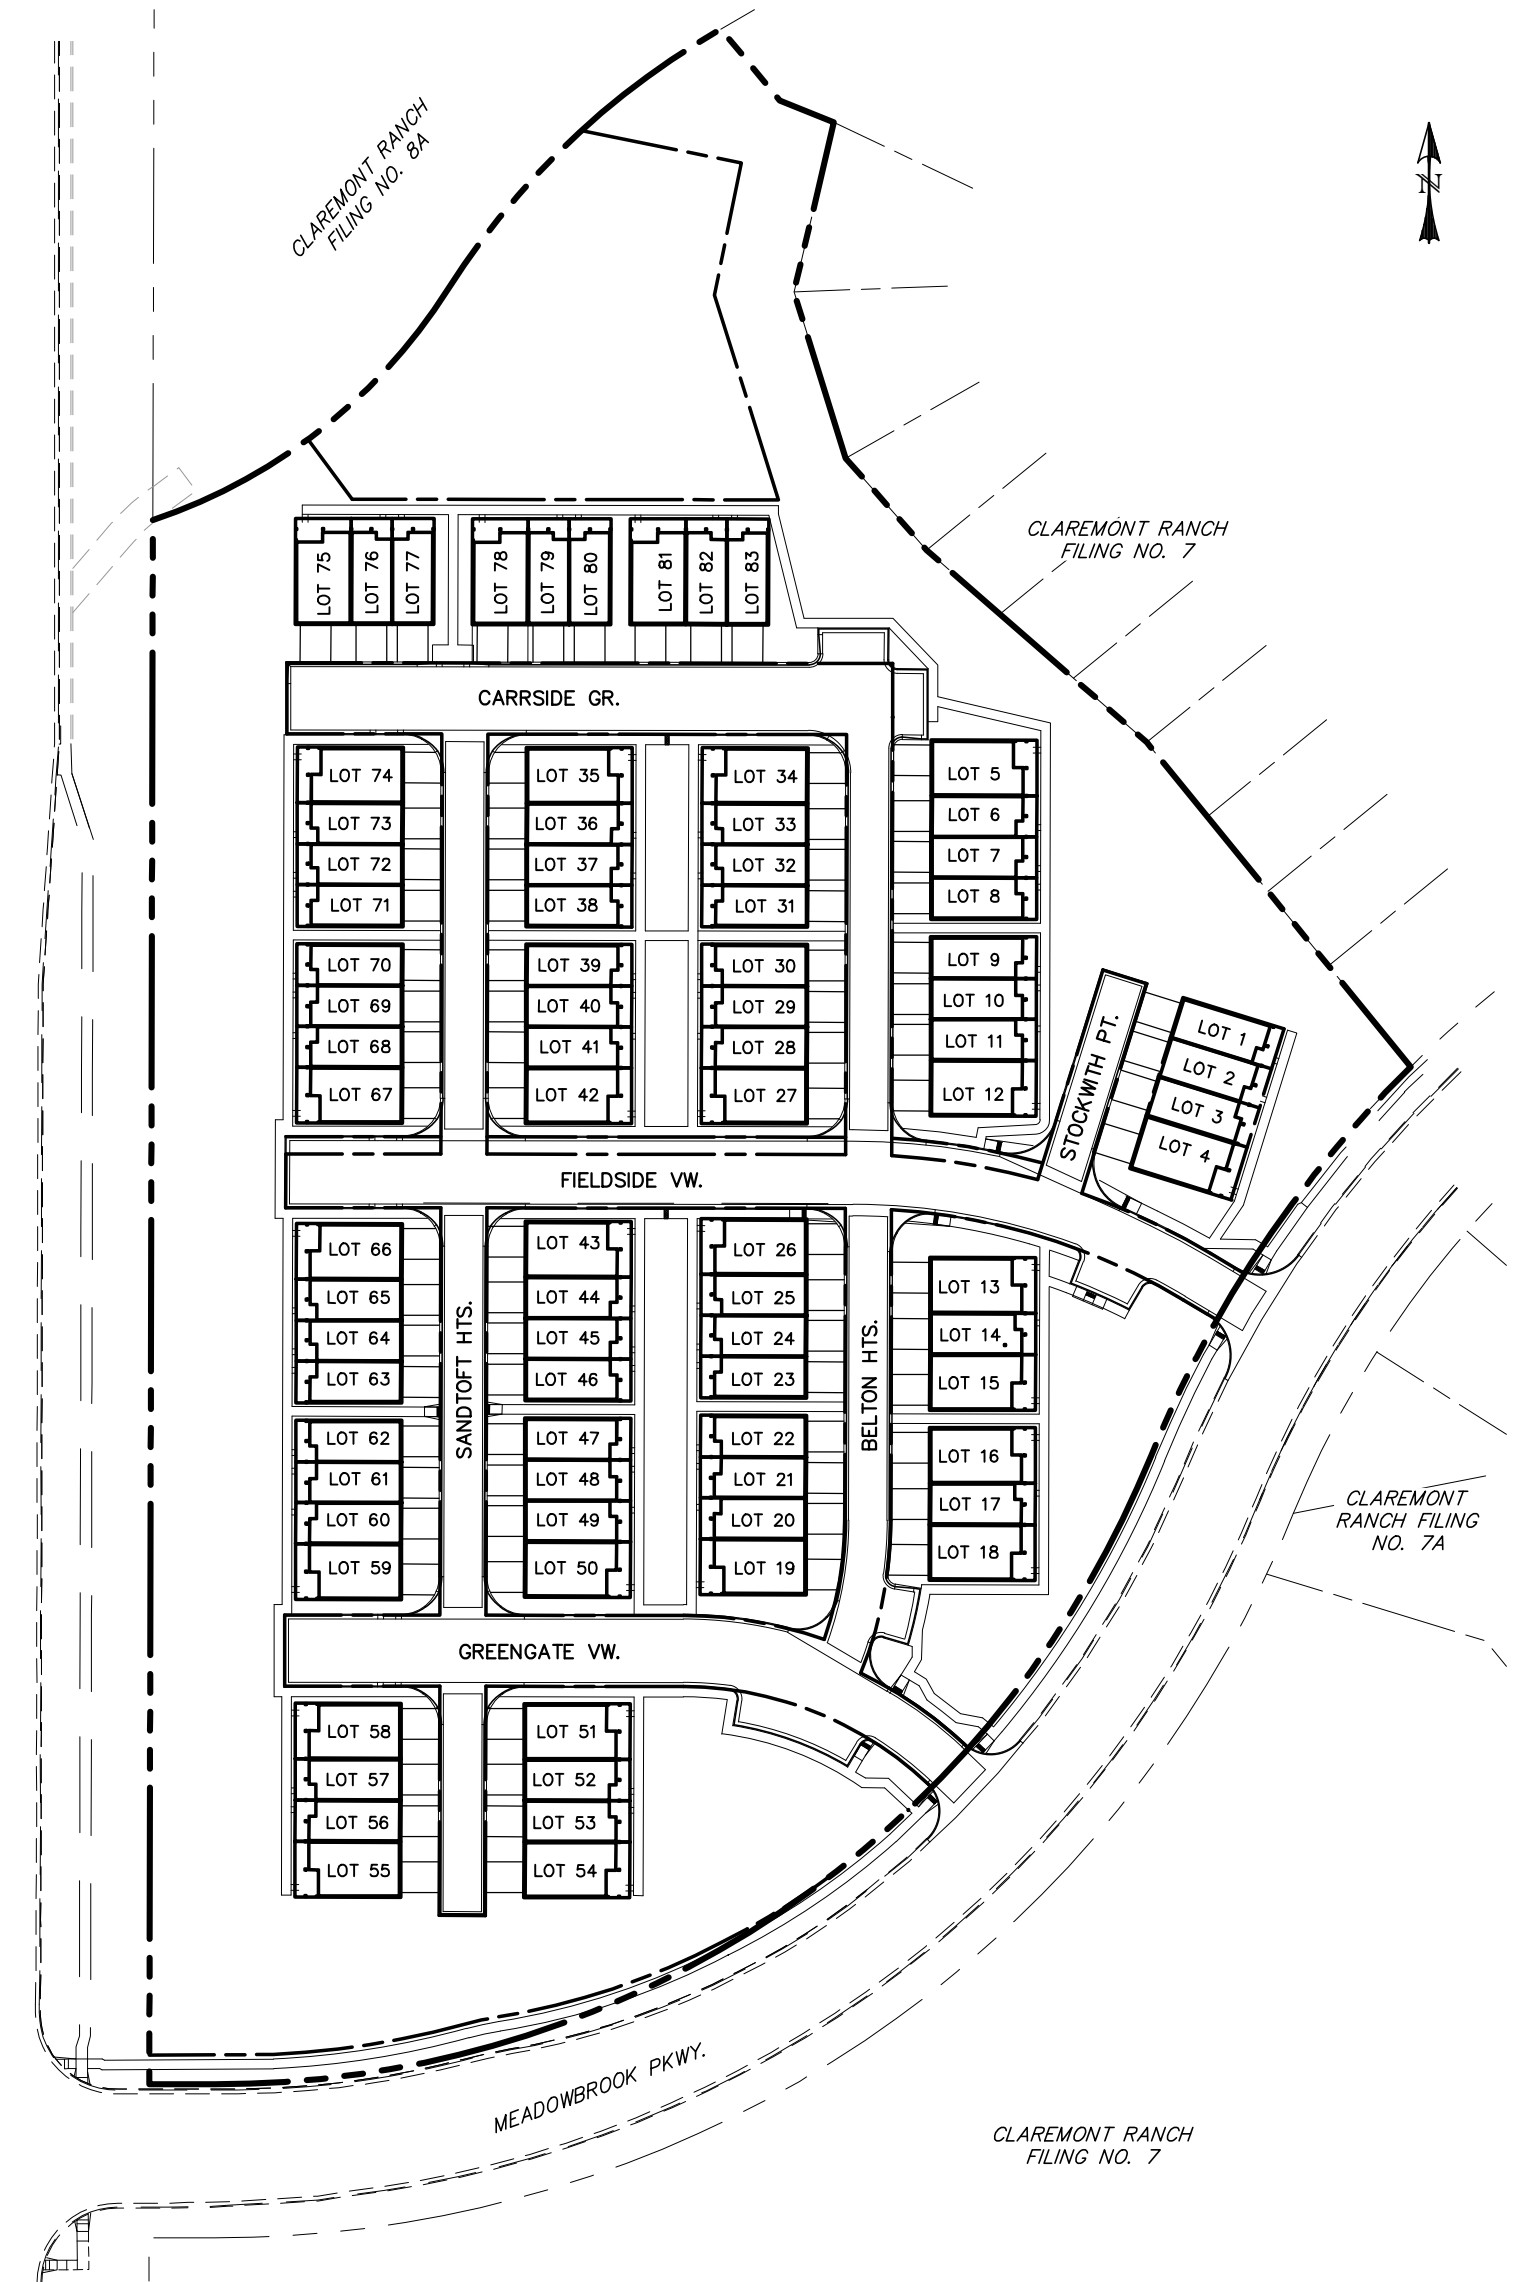 CLAREMONT RANCH
FILING NO. 8A
N
CLAREMONT RANCH
FILING NO. 7
LOT 75
LOT 76
LOT 77
LOT 78
LOT 79
LOT 80
LOT 81
LOT 82
LOT 83
CARRSIDE GR.
LOT 74
LOT 35
LOT 34
LOT 5
LOT 73
LOT 36
LOT 33
LOT 6
LOT 72
LOT 37
LOT 32
LOT 7
LOT 71
LOT 38
LOT 31
LOT 8
LOT 70
LOT 39
LOT 30
LOT 9
LOT 69
LOT 40
LOT 29
LOT 10
LOT 68
LOT 41
LOT 28
LOT 11
LOT 67
LOT 42
LOT 27
LOT 12
STOCKWITH PT.
LOT 1
LOT 2
LOT 3
LOT 4
FIELDSIDE VW.
LOT 66
LOT 43
LOT 26
LOT 13
LOT 65
LOT 44
LOT 25
LOT 14
LOT 64
LOT 45
LOT 24
LOT 15
LOT 63
LOT 46
LOT 23
SANDTOFT HTS.
BELTON HTS.
LOT 62
LOT 47
LOT 22
LOT 16
LOT 61
LOT 48
LOT 21
LOT 17
LOT 60
LOT 49
LOT 20
LOT 18
LOT 59
LOT 50
LOT 19
CLAREMONT
RANCH FILING
NO. 7A
GREENGATE VW.
LOT 58
LOT 51
LOT 57
LOT 52
LOT 56
LOT 53
LOT 55
LOT 54
MEADOWBROOK PKWY.
CLAREMONT RANCH
FILING NO. 7